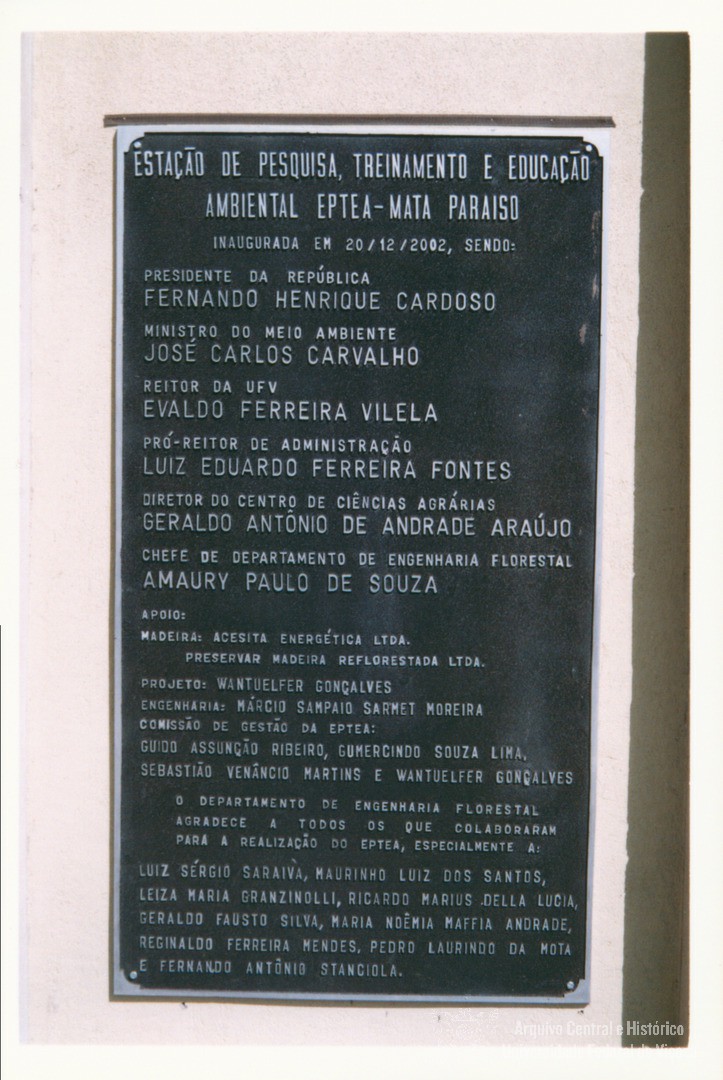 ESTAÇÃO DE PESQUISA, TREINAMENTO E EDUCAÇÃO
AMBIENTAL EPTEA-MATA PARAISO
INAUGURADA EM 20/12/2002, SENDO:
PRESIDENTE DA REPÚBLICA
FERNANDO HENRIQUE CARDOSO
MINISTRO DO MEIO AMBIENTE
JOSÉ CARLOS CARVALHO
REITOR DA UFV
EVALDO FERREIRA VILELA
PRÓ-REITOR DE ADMINISTRAÇÃO
LUIZ EDUARDO FERREIRA FONTES
DIRETOR DO CENTRO DE CIÊNCIAS AGRÁRIAS
GERALDO ANTÔNIO DE ANDRADE ARAÚJO
CHEFE DE DEPARTAMENTO DE ENGENHARIA FLORESTAL
AMAURY PAULO DE SOUZA
APOIO:
MADEIRA: ACESITA ENERGÉTICA LTDA.
PRESERVAR MADEIRA REFLORESTADA LTDA.
PROJETO: WANTUELFER GONÇALVES
ENGENHARIA: MÁRCIO SAMPAIO SARMET MOREIRA
COMISSÃO DE GESTÃO DA EPTEA:
GUIDO ASSUNÇÃO RIBEIRO, GUMERCINDO SOUZA LIMA,
SEBASTIÃO VENÂNCIO MARTINS E WANTUELFER GONÇALVES
O DEPARTAMENTO DE ENGENHARIA FLORESTAL
AGRADECE A TODOS OS QUE COLABORARAM
PARA A REALIZAÇÃO DO EPTEA, ESPECIALMENTE A:
LUIZ SÉRGIO SARAIVA, MAURINHO LUIZ DOS SANTOS,
LEIZA MARIA GRANZINOLLI, RICARDO MARIUS DELLA LUCIA,
GERALDO FAUSTO SILVA, MARIA NOÊMIA MAFFIA ANDRADE,
REGINALDO FERREIRA MENDES, PEDRO LAURINDO DA MOTA
E FERNANDO ANTÔNIO STANCIOLA.
Arquivo Central e Histórico